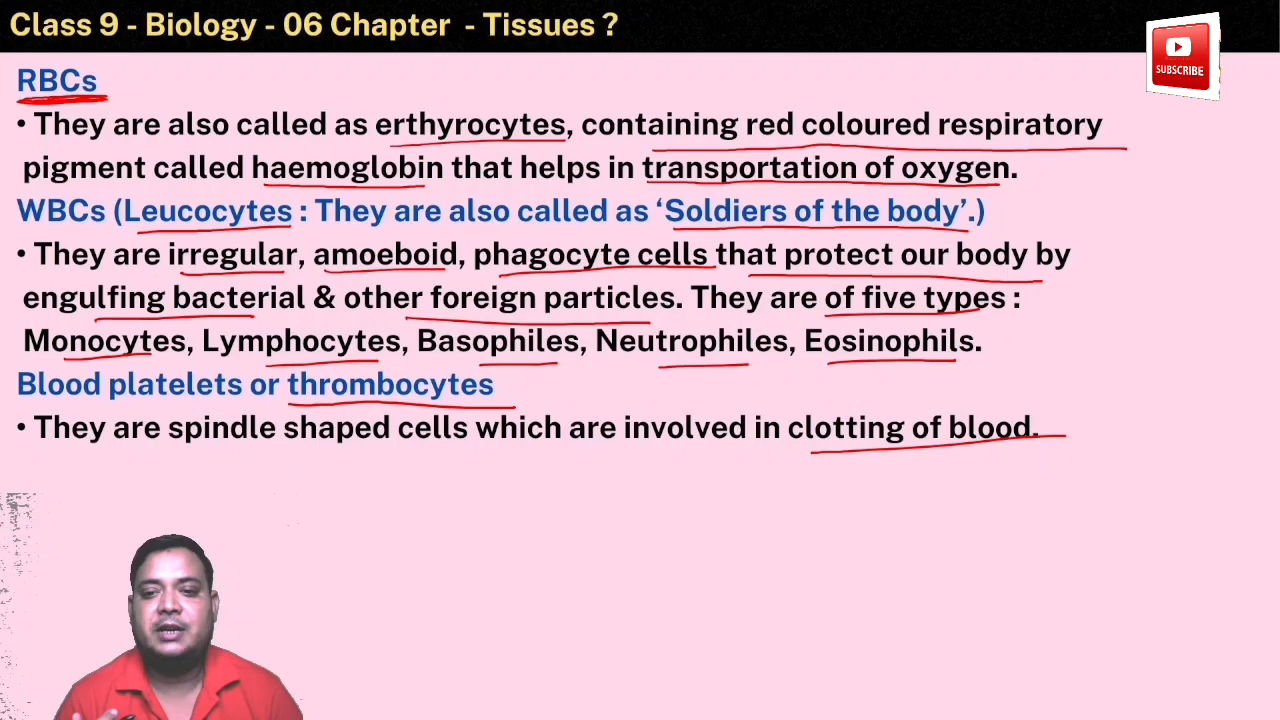 Class 9 - Biology - 06 Chapter - Tissues ?
SUBSCRIBE
RBCs
• They are also called as erthyrocytes, containing red coloured respiratory
pigment called haemoglobin that helps in transportation of oxygen.
WBCs (Leucocytes : They are also called as ‘Soldiers of the body’.)
• They are irregular, amoeboid, phagocyte cells that protect our body by
engulfing bacterial & other foreign particles. They are of five types :
Monocytes, Lymphocytes, Basophiles, Neutrophiles, Eosinophils.
Blood platelets or thrombocytes
• They are spindle shaped cells which are involved in clotting of blood.